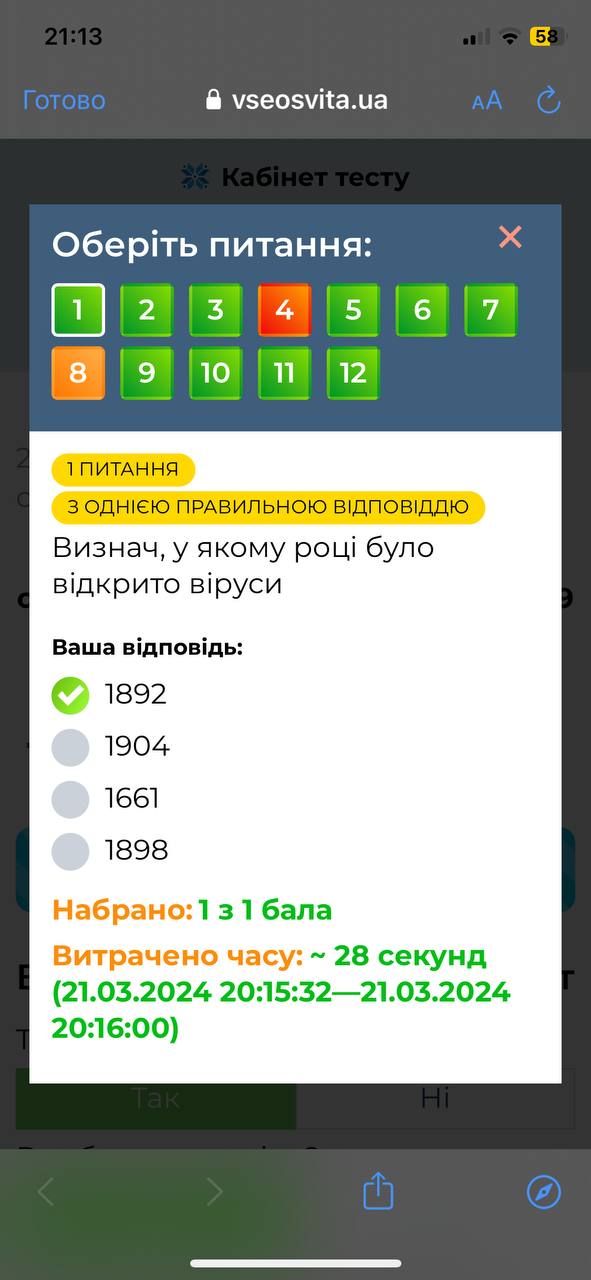 21:13
58
Готово
vseosvita.ua
AA
Кабінет тесту
Оберіть питання:
1 2 3 4 5 6 7
8 9 10 11 12
1 ПИТАННЯ
З ОДНІЄЮ ПРАВИЛЬНОЮ ВІДПОВІДДЮ
Визнач, у якому році було
відкрито віруси
Ваша відповідь:
1892
1904
1661
1898
Набрано: 1 з 1 бала
Витрачено часу: ~ 28 секунд
(21.03.2024 20:15:32—21.03.2024
20:16:00)
Так
Ні